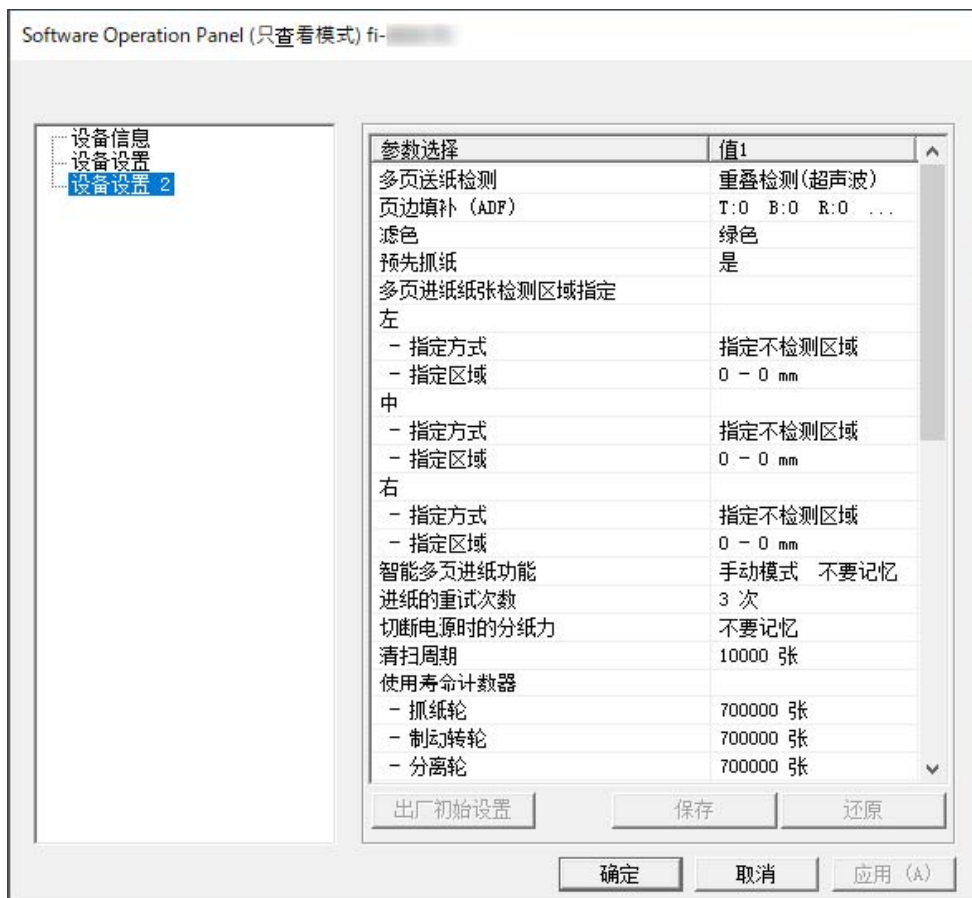 Software Operation Panel (只查看模式) fi-
设备信息
设备设置
设备设置 2
参数选择 值1
多页送纸检测 重叠检测(超声波)
页边填补 (ADF) T:0 B:0 R:0 ...
滤色 绿色
预先抓纸 是
多页进纸纸张检测区域指定
左
- 指定方式 指定不检测区域
- 指定区域 0 - 0 mm
中
- 指定方式 指定不检测区域
- 指定区域 0 - 0 mm
右
- 指定方式 指定不检测区域
- 指定区域 0 - 0 mm
智能多页进纸功能 手动模式 不要记忆
进纸的重试次数 3 次
切断电源时的分纸力 不要记忆
清扫周期 10000 张
使用寿命计数器
- 抓纸轮 700000 张
- 制动转轮 700000 张
- 分离轮 700000 张
出厂初始设置 保存 还原
确定 取消 应用 (A)